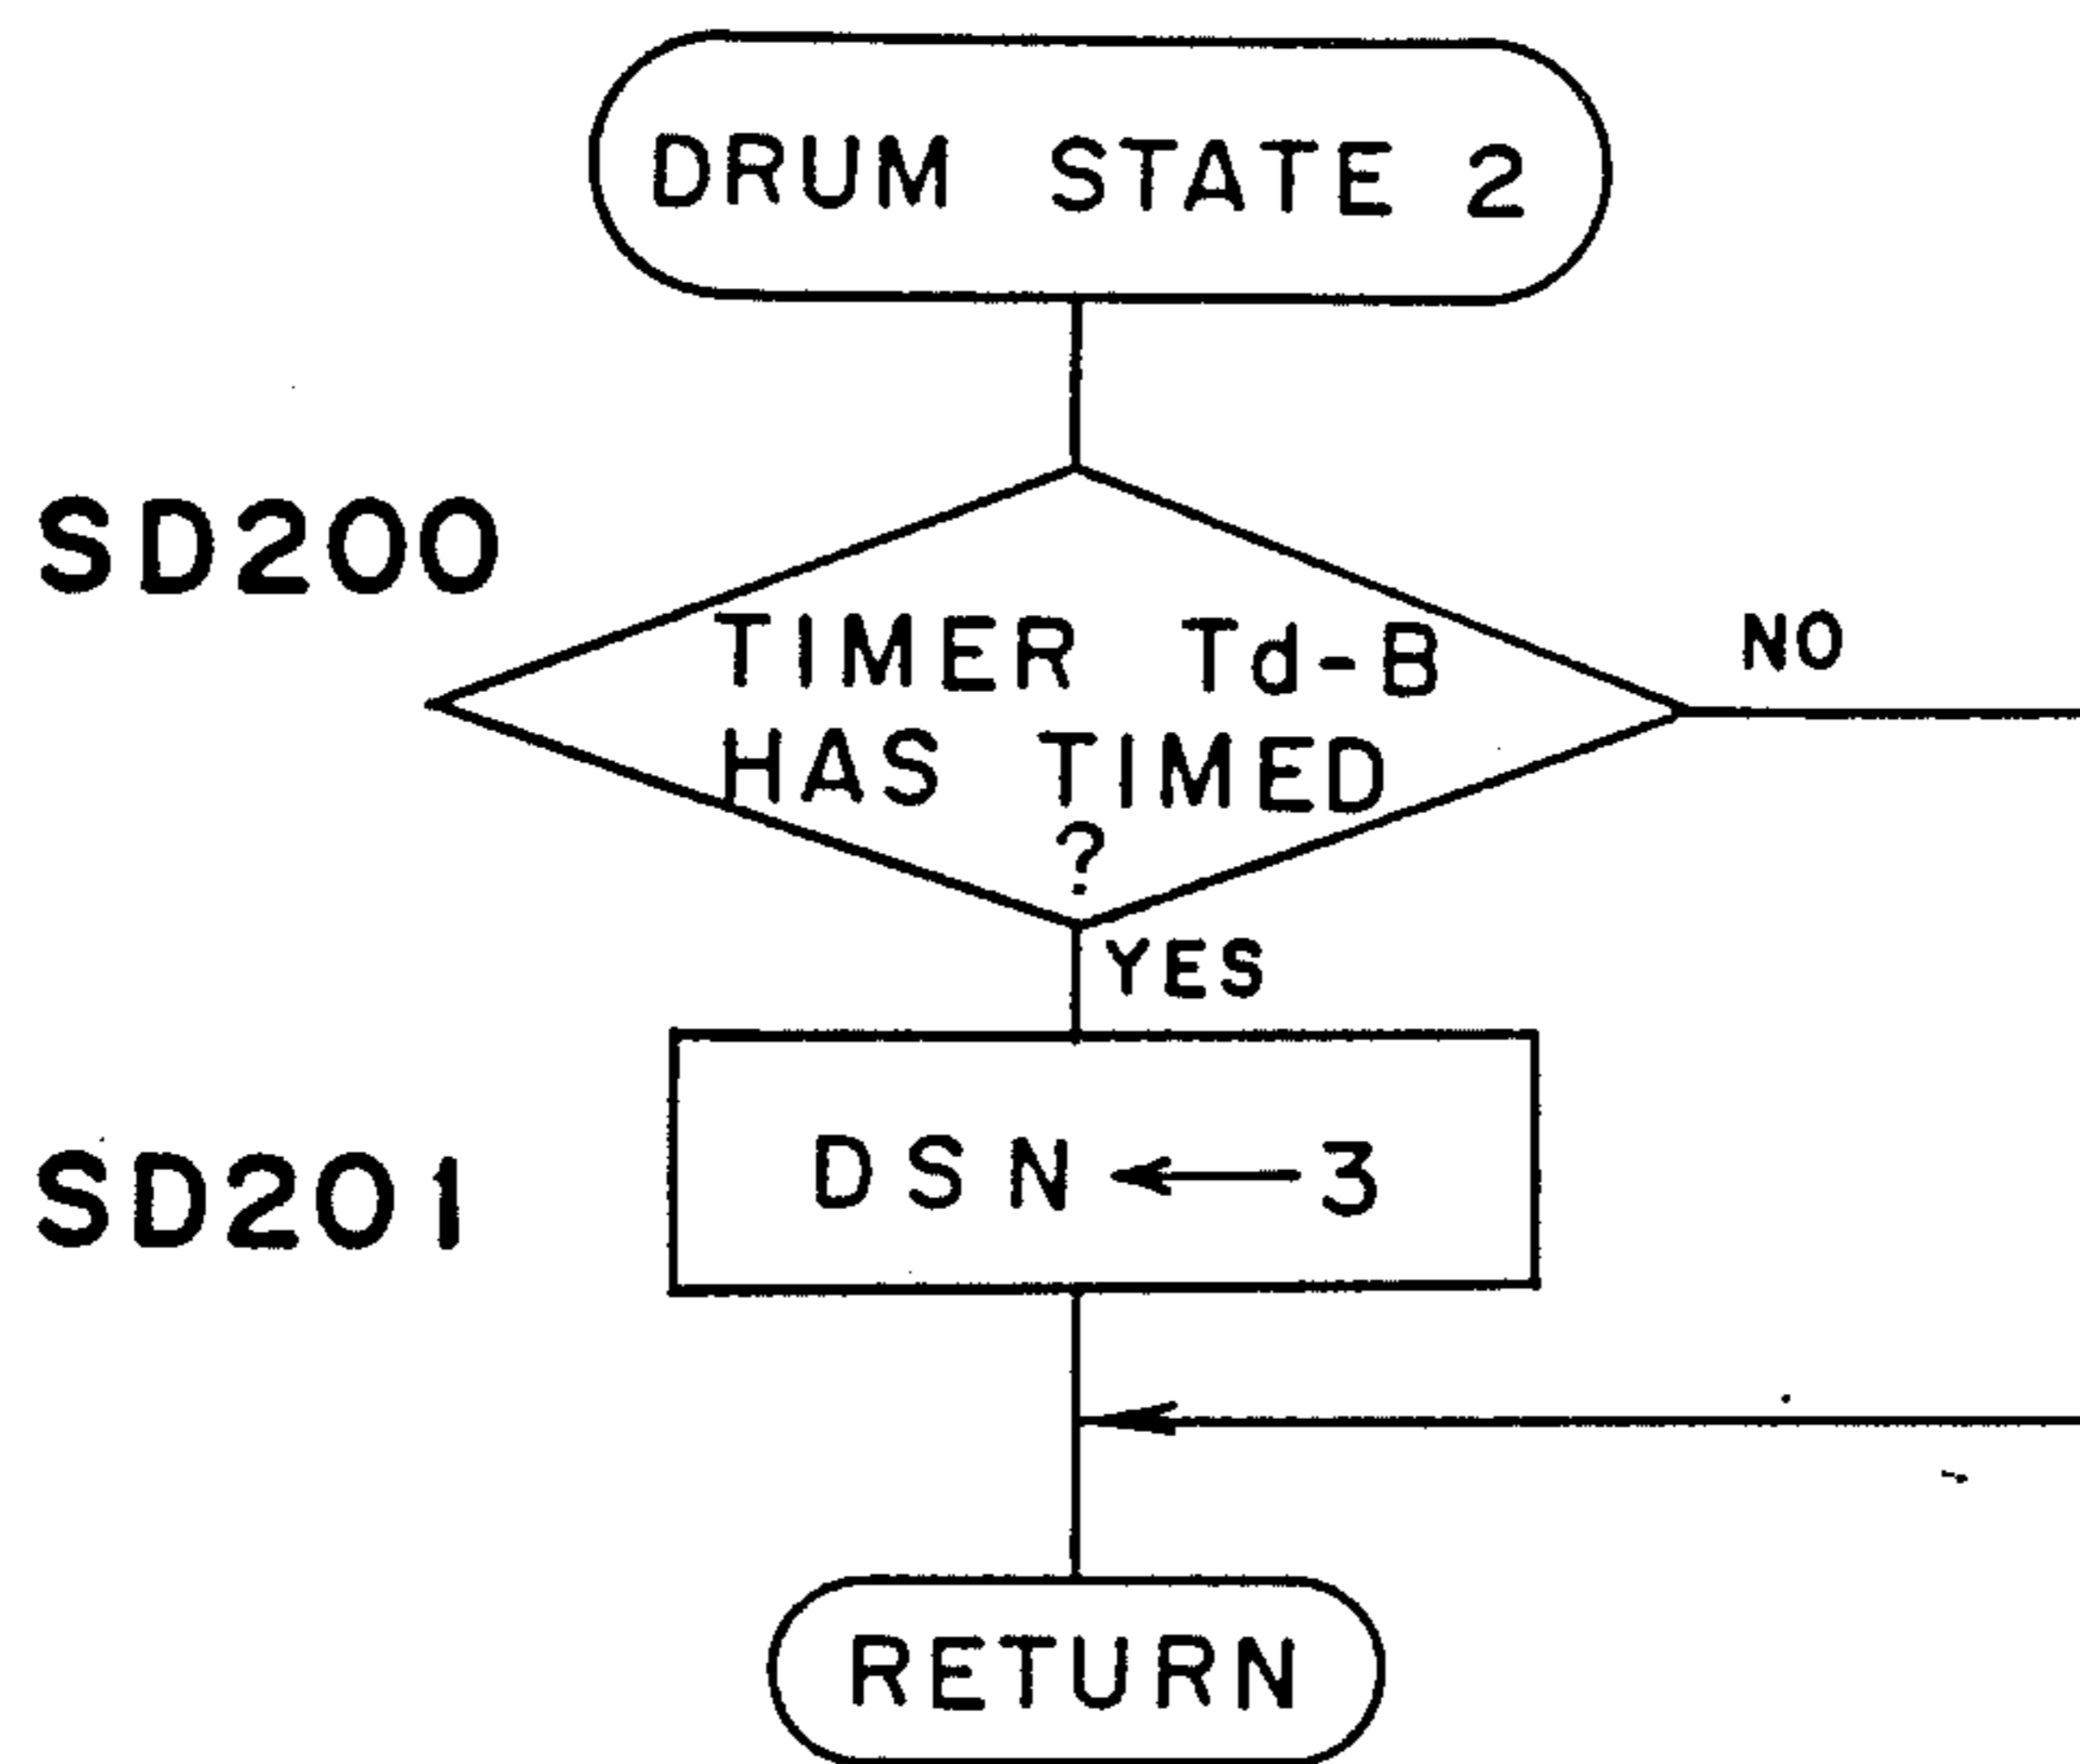 DRUM STATE 2
SD200
TIMER Td-B
HAS TIMED
?
NO
YES
SD201
DSN ← 3
RETURN